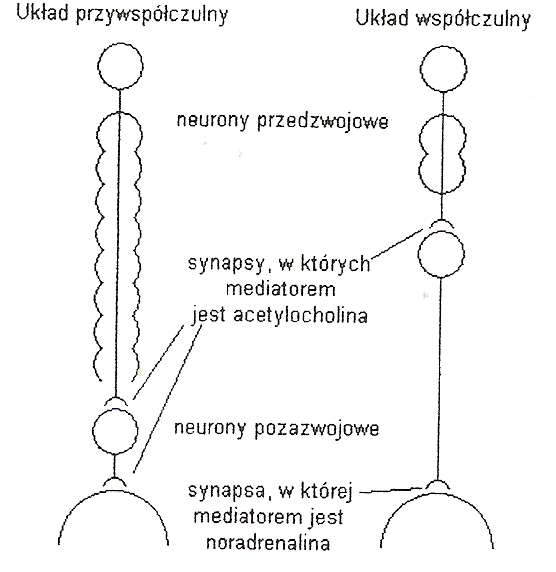 Układ przywspółczulny
Układ współczulny
neurony przedzwojowe
synapsy, w których
mediatorem
jest acetylocholina
neurony pozazwojowe
synapsa, w której
mediatorem jest
noradrenalina